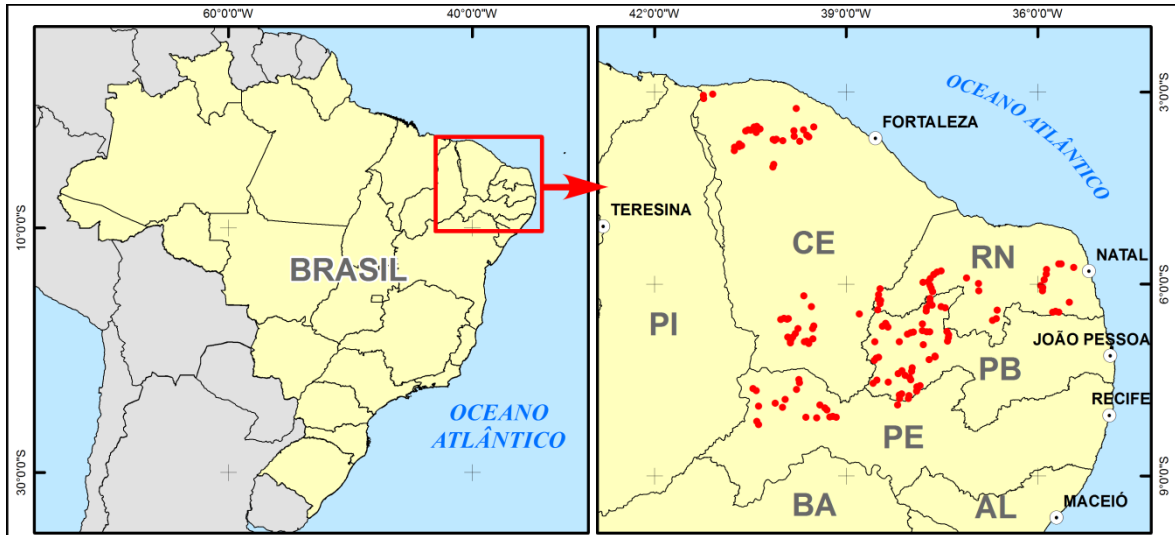 60°0'0"W
40°0'0"W
10°0'0"S
30°0'0"S
BRASIL
OCEANO
ATLÂNTICO
42°0'0"W
39°0'0"W
36°0'0"W
3°0'0"S
6°0'0"S
9°0'0"S
OCEANO ATLÂNTICO
FORTALEZA
TERESINA
CE
RN
NATAL
PI
JOÃO PESSOA
PB
RECIFE
PE
BA
AL
MACEIÓ